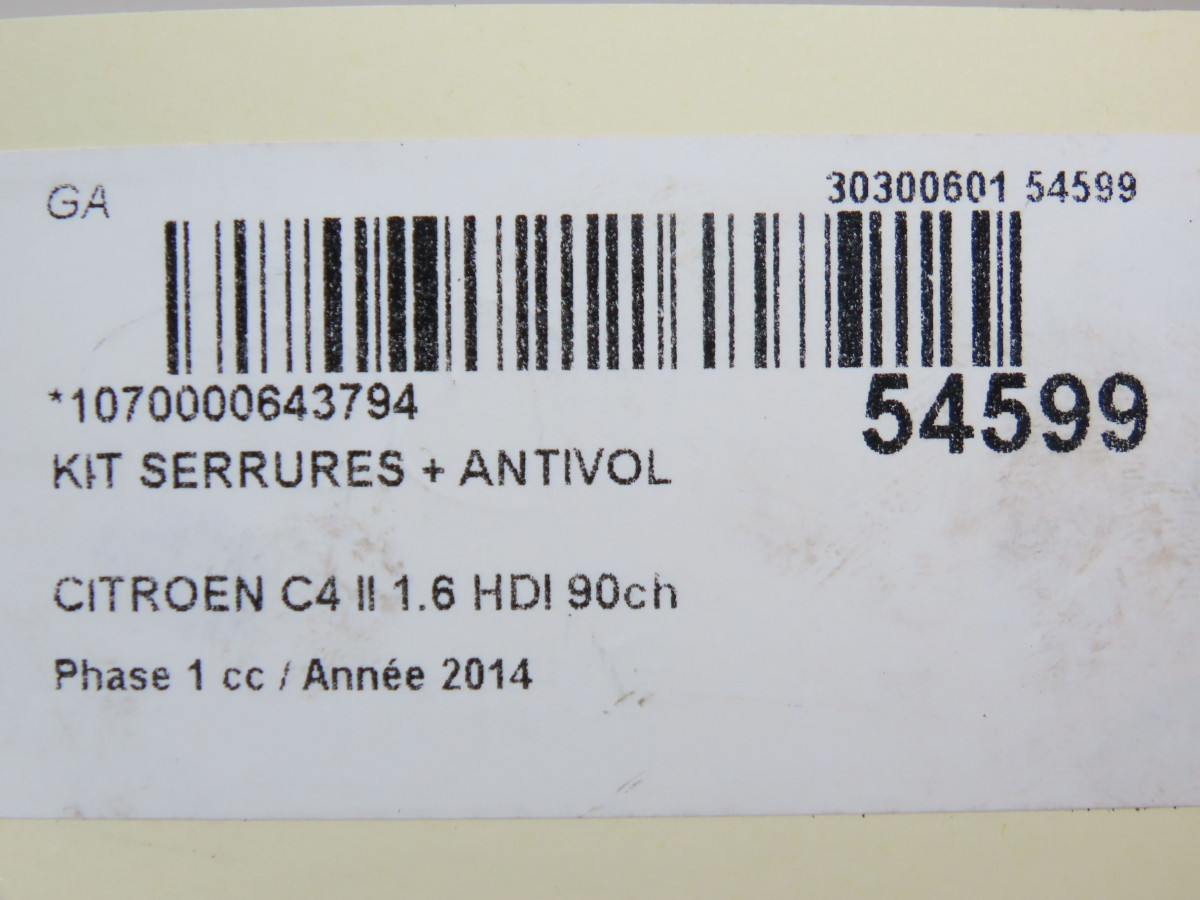 GA
30300601 54599
*1070000643794
54599
KIT SERRURES + ANTIVOL
CITROEN C4 II 1.6 HDI 90ch
Phase 1 cc / Année 2014